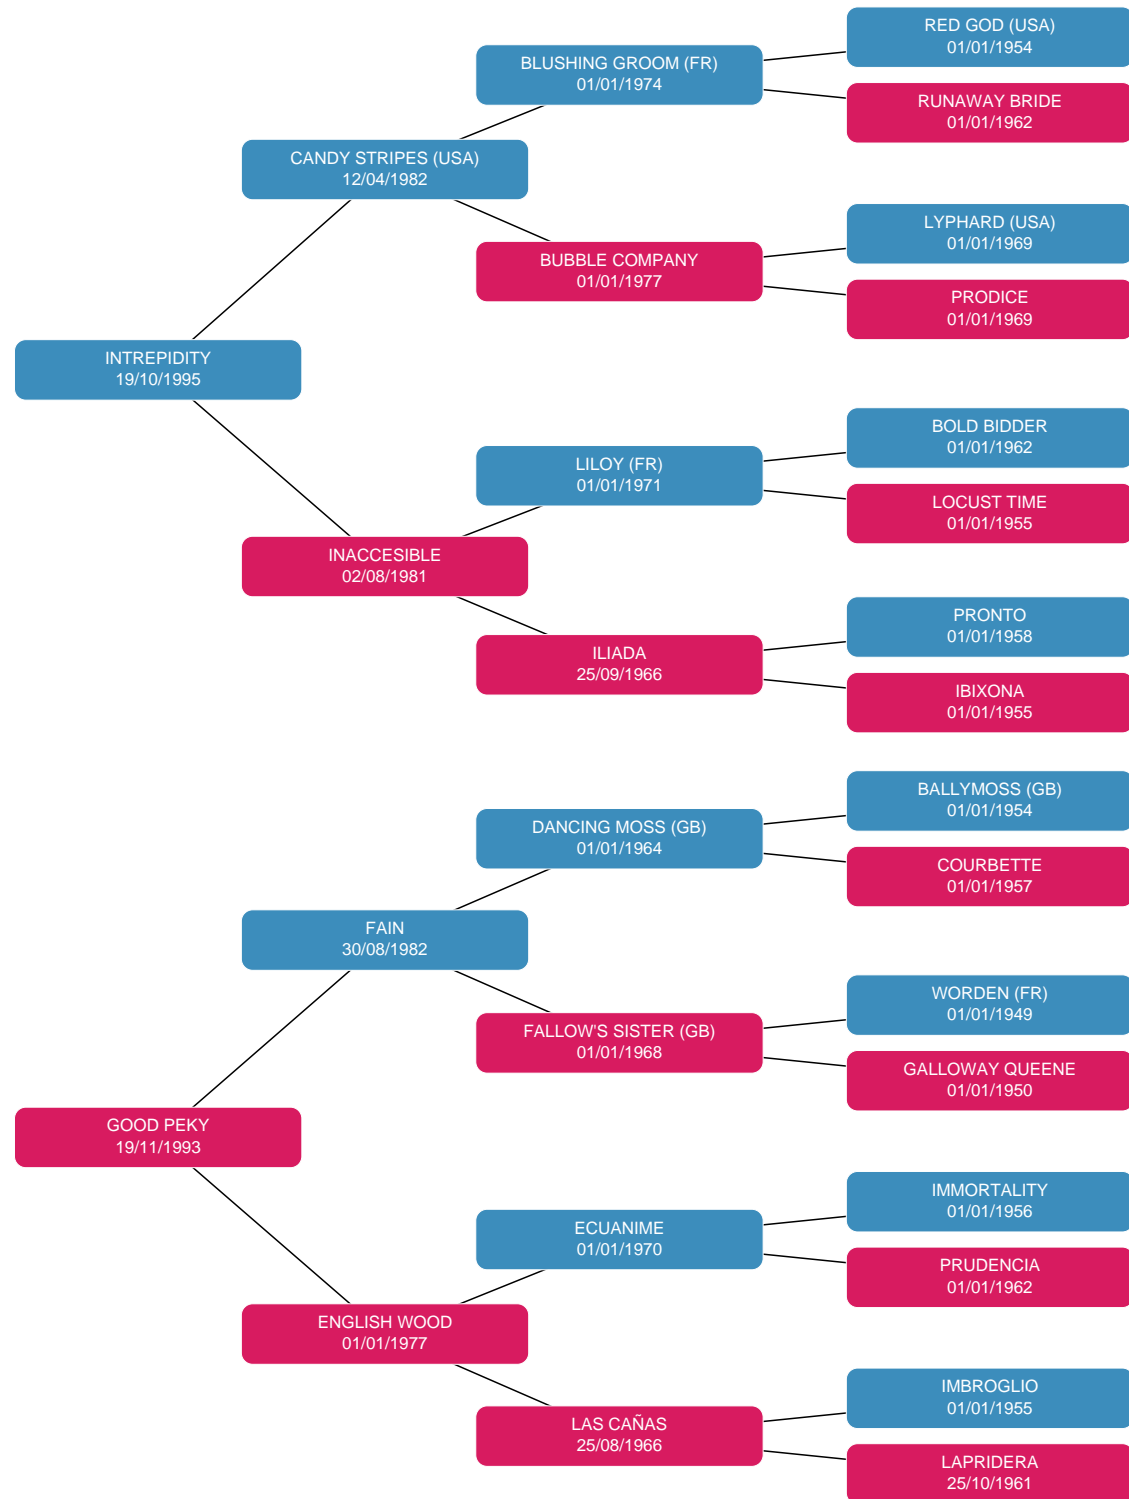 RED GOD (USA)
01/01/1954
BLUSHING GROOM (FR)
01/01/1974
RUNAWAY BRIDE
01/01/1962
CANDY STRIPES (USA)
12/04/1982
LYPHARD (USA)
01/01/1969
BUBBLE COMPANY
01/01/1977
PRODICE
01/01/1969
INTREPIDITY
19/10/1995
BOLD BIDDER
01/01/1962
LILOY (FR)
01/01/1971
LOCUST TIME
01/01/1955
INACCESIBLE
02/08/1981
PRONTO
01/01/1958
ILIADA
25/09/1966
IBIXONA
01/01/1955
BALLYMOSS (GB)
01/01/1954
DANCING MOSS (GB)
01/01/1964
COURBETTE
01/01/1957
FAIN
30/08/1982
WORDEN (FR)
01/01/1949
FALLOW'S SISTER (GB)
01/01/1968
GALLOWAY QUEENE
01/01/1950
GOOD PEKY
19/11/1993
IMMORTALITY
01/01/1956
ECUANIME
01/01/1970
PRUDENCIA
01/01/1962
ENGLISH WOOD
01/01/1977
IMBROGLIO
01/01/1955
LAS CAÑAS
25/08/1966
LAPRIDERA
25/10/1961